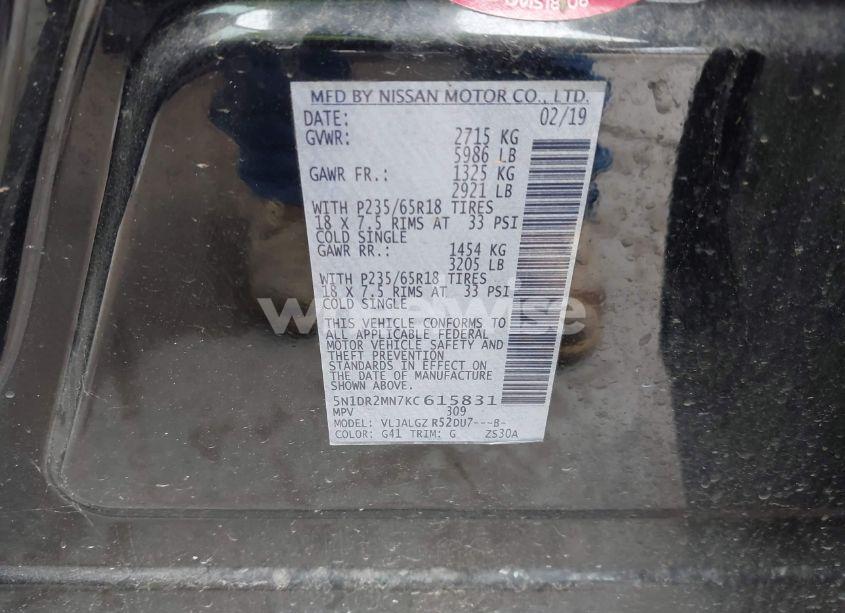 MFD BY NISSAN MOTOR CO., LTD.
DATE: 02/19
GVWR: 2715 KG
5986 LB
GAWR FR.: 1325 KG
2921 LB
WITH P235/65R18 TIRES
18 X 7.5 RIMS AT 33 PSI
COLD SINGLE
GAWR RR.: 1454 KG
3205 LB
WITH P235/65R18 TIRES
18 X 7.5 RIMS AT 33 PSI
COLD SINGLE
THIS VEHICLE CONFORMS TO
ALL APPLICABLE FEDERAL
MOTOR VEHICLE SAFETY AND
THEFT PREVENTION
STANDARDS IN EFFECT ON
THE DATE OF MANUFACTURE
SHOWN ABOVE.
5N1DR2MN7KC615831
MPV 309
MODEL: VLJALGZ R52DU7---B-
COLOR: G41 TRIM: G ZS30A